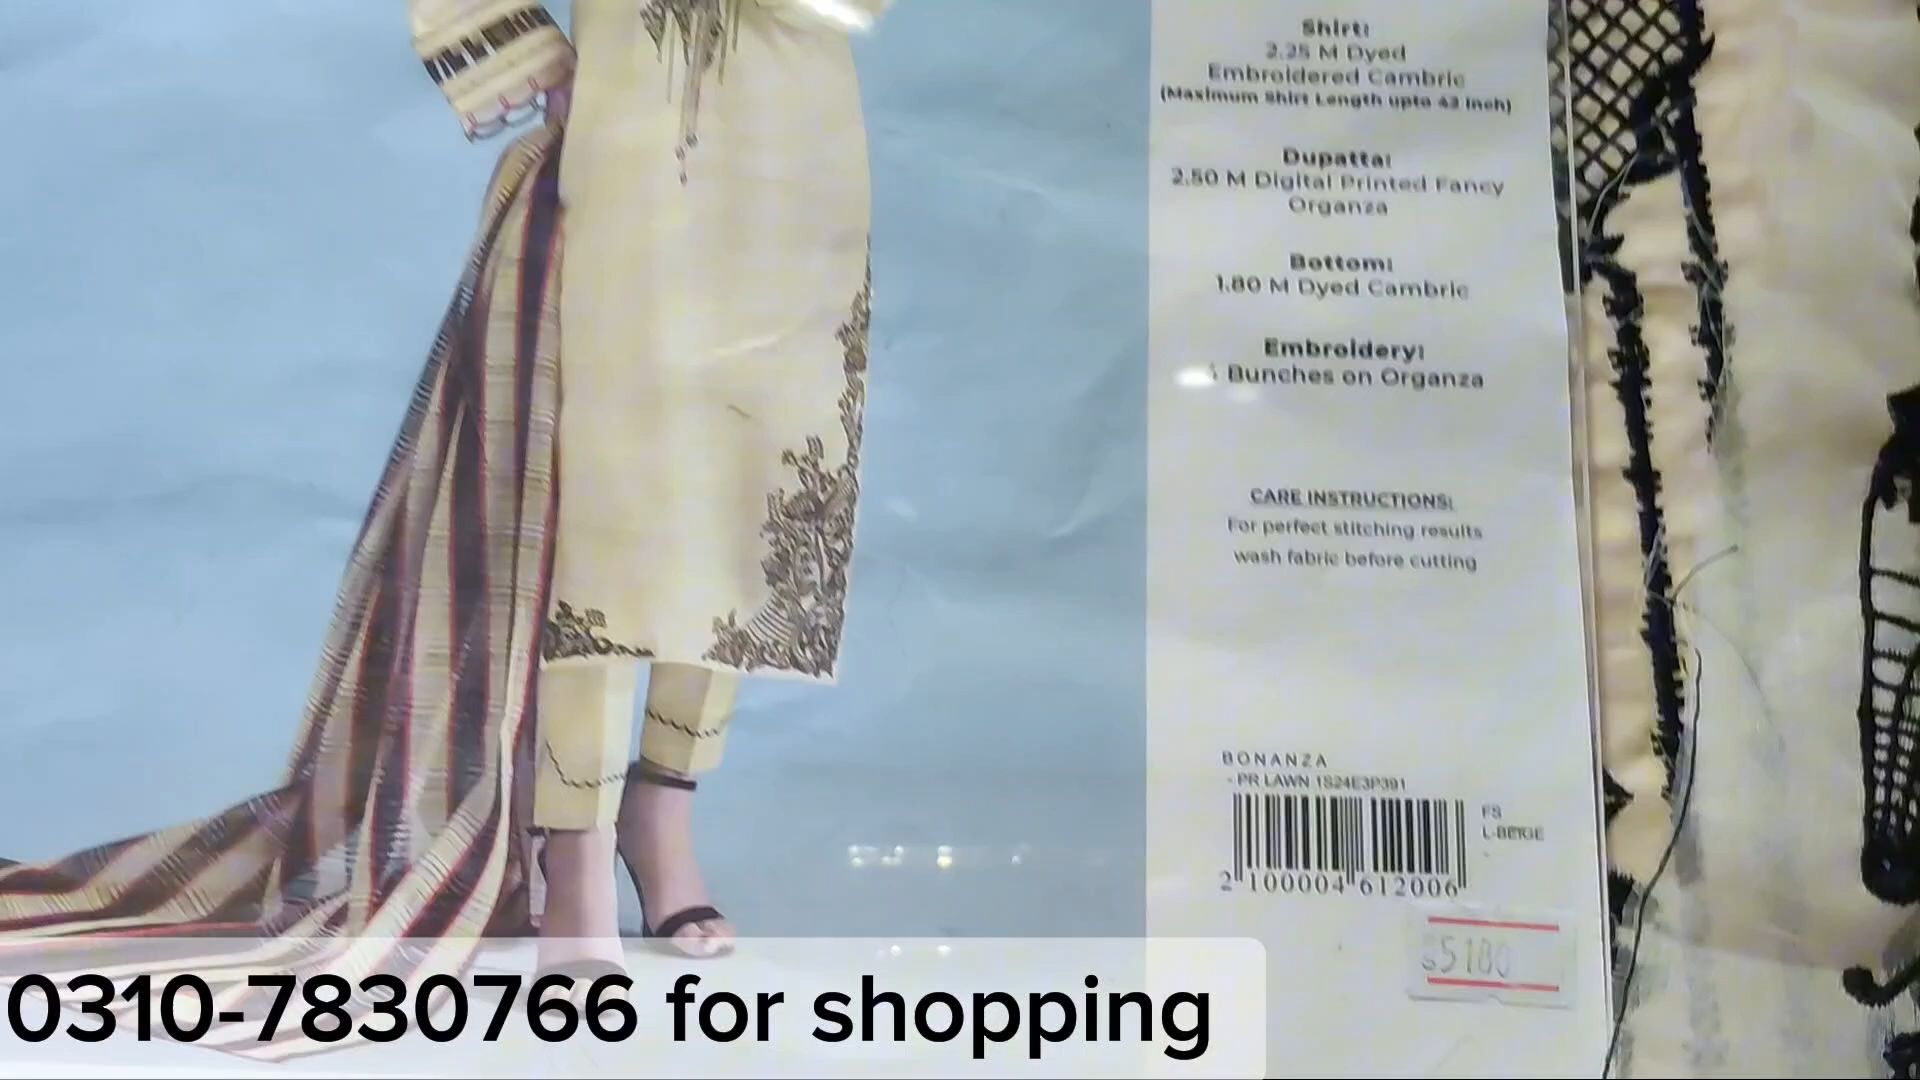 Shirt:
2.25 M Dyed
Embroidered Cambric
(Maximum Shirt Length upto 43 Inch)
Dupatta:
2.50 M Digital Printed Fancy
Organza
Bottom:
1.80 M Dyed Cambric
Embroidery:
Bunches on Organza
CARE INSTRUCTIONS:
For perfect stitching results
wash fabric before cutting
BONANZA
- PR LAWN 1S24E3P391
FS
L-BEIGE
2 100004 612006
5180
0310-7830766 for shopping